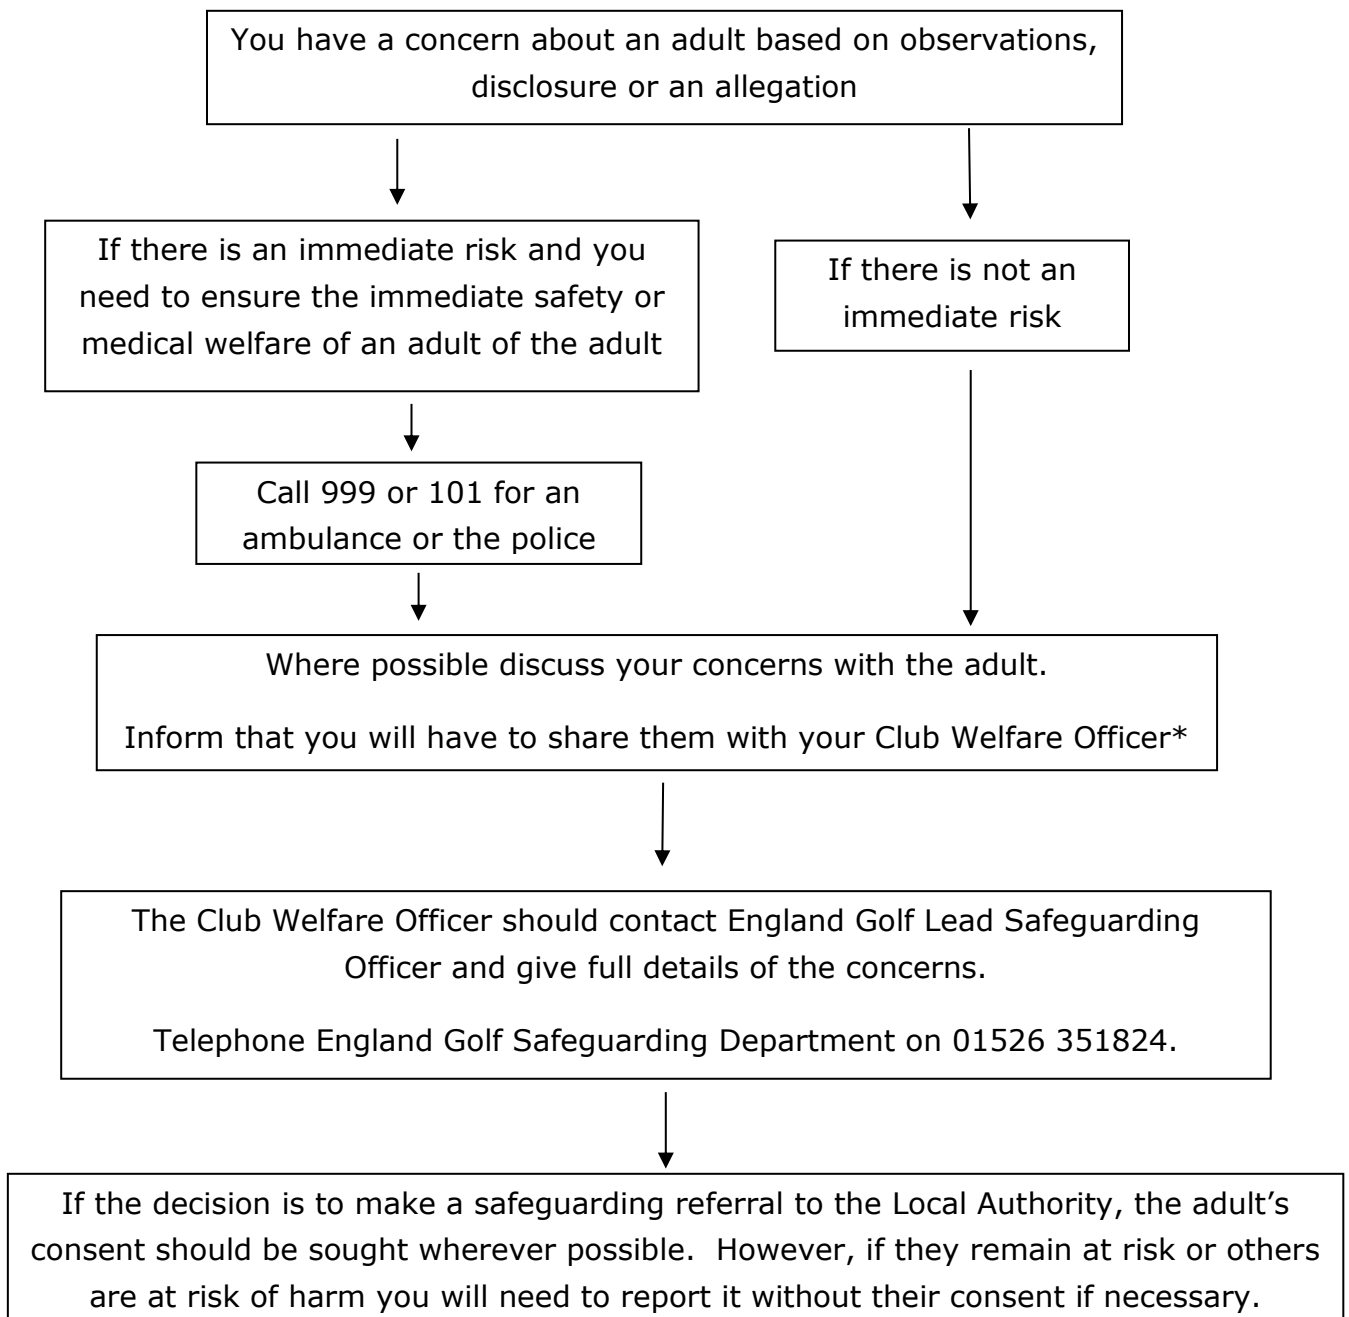 You have a concern about an adult based on observations,
disclosure or an allegation
If there is an immediate risk and you
need to ensure the immediate safety or
medical welfare of an adult of the adult
If there is not an
immediate risk
Call 999 or 101 for an
ambulance or the police
Where possible discuss your concerns with the adult.
Inform that you will have to share them with your Club Welfare Officer*
The Club Welfare Officer should contact England Golf Lead Safeguarding
Officer and give full details of the concerns.
Telephone England Golf Safeguarding Department on 01526 351824.
If the decision is to make a safeguarding referral to the Local Authority, the adult’s
consent should be sought wherever possible.  However, if they remain at risk or others
are at risk of harm you will need to report it without their consent if necessary.